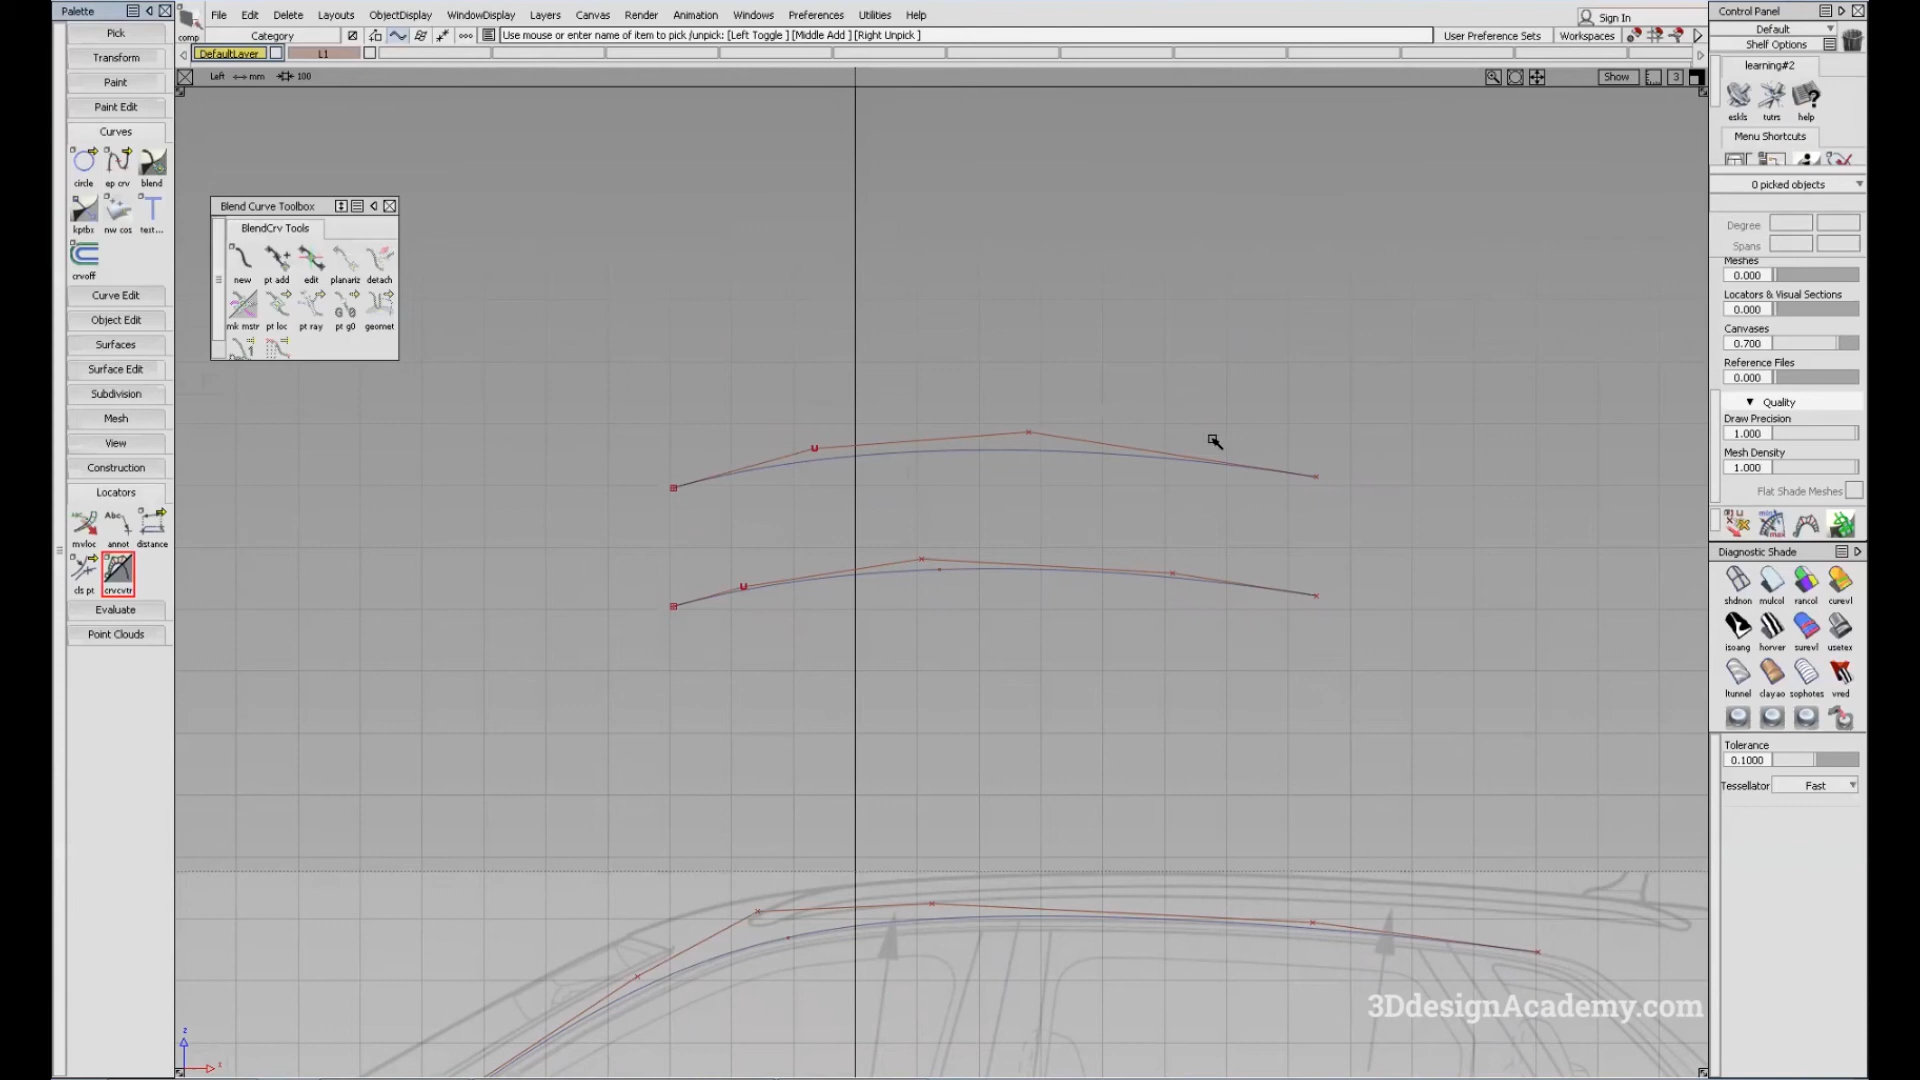 Palette
Pick
Transform
Paint
Paint Edit
Curves
circle
ep crv
blend
kptbx
nw cos
text...
crvoff
Curve Edit
Object Edit
Surfaces
Surface Edit
Subdivision
Mesh
View
Construction
Locators
Abc
Abc
mvloc
annot
distance
cls pt
crvcvtr
Evaluate
Point Clouds
comp
File
Edit
Delete
Layouts
ObjectDisplay
WindowDisplay
Layers
Canvas
Render
Animation
Windows
Preferences
Utilities
Help
Sign In
Category
Use mouse or enter name of item to pick /unpick: [Left Toggle ] [Middle Add ] [Right Unpick ]
User Preference Sets
Workspaces
DefaultLayer
L1
Left
mm
100
Show
3
Blend Curve Toolbox
BlendCrv Tools
new
pt add
edit
planariz
detach
mk mstr
pt loc
pt ray
pt g0
geomet
U
U
3DdesignAcademy.com
z
x
Control Panel
Default
Shelf Options
learning#2
eskls
tutrs
help
Menu Shortcuts
0 picked objects
Degree
Spans
Meshes
0.000
Locators & Visual Sections
0.000
Canvases
0.700
Reference Files
0.000
Quality
Draw Precision
1.000
Mesh Density
1.000
Flat Shade Meshes
Diagnostic Shade
shdnon
mulcol
rancol
curevl
isoang
horver
surevl
usetex
ltunnel
clayao
sophotes
vred
Tolerance
0.1000
Tessellator
Fast